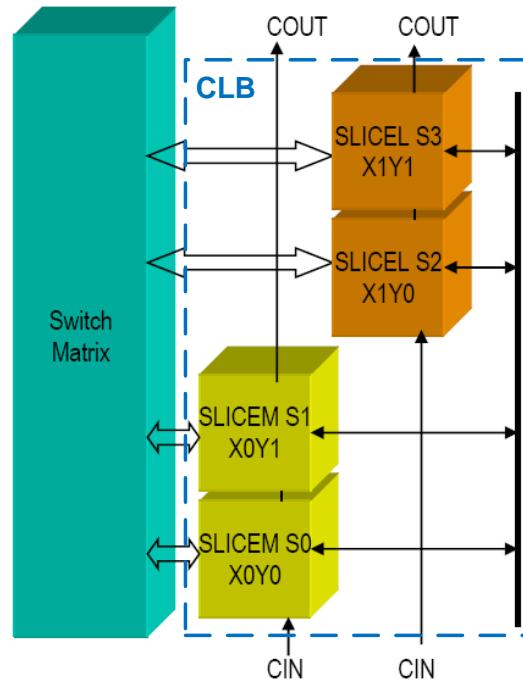 COUT
COUT
CLB
SLICEL S3
X1Y1
SLICEL S2
X1Y0
Switch
Matrix
SLICEM S1
X0Y1
SLICEM S0
X0Y0
CIN
CIN